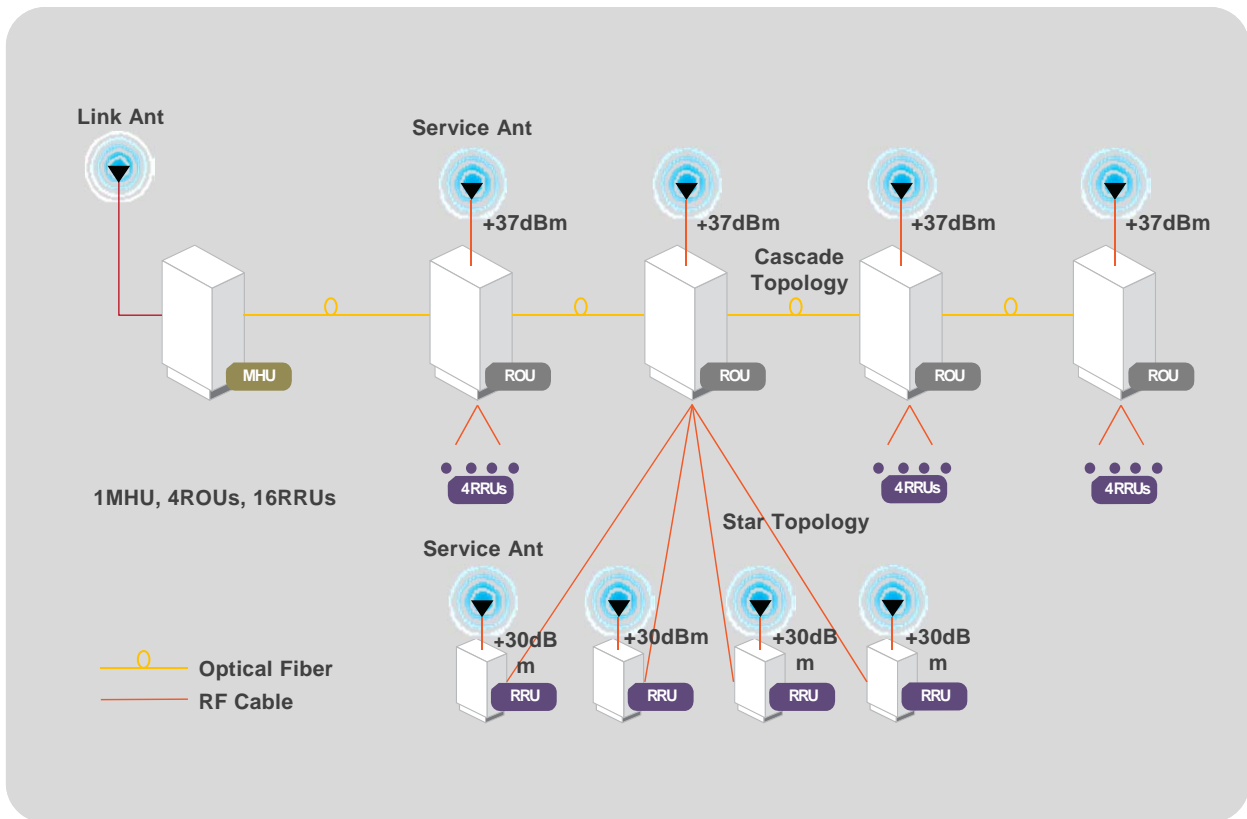 Link Ant
Service Ant
+37dBm
+37dBm
+37dBm
+37dBm
Cascade
Topology
MHU
ROU
ROU
ROU
ROU
4RRUs
4RRUs
4RRUs
1MHU, 4ROUs, 16RRUs
Star Topology
Service Ant
+30dB
m
+30dBm
+30dB
m
+30dB
m
Optical Fiber
RRU
RRU
RRU
RRU
RF Cable